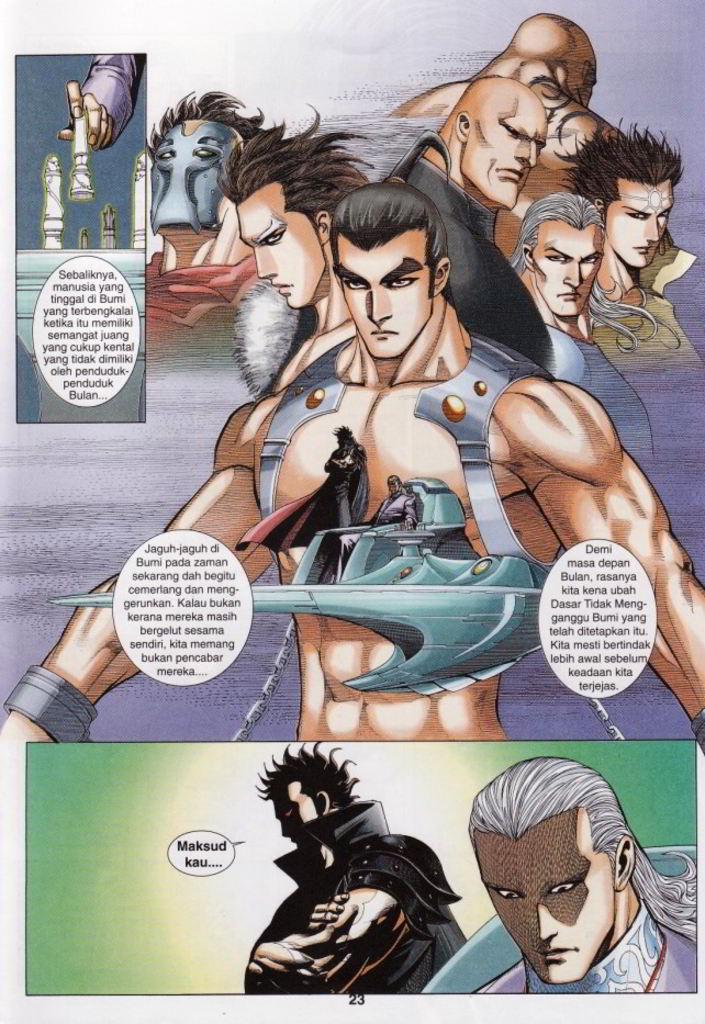 Sebaliknya,
manusia yang
tinggal di Bumi
yang terbengkalai
ketika itu memiliki
semangat juang
yang cukup kental
yang tidak dimiliki
oleh penduduk-
penduduk
Bulan...
Jaguh-jaguh di
Bumi pada zaman
sekarang dah begitu
cemerlang dan meng-
gerunkan. Kalau bukan
kerana mereka masih
bergelut sesama
sendiri, kita memang
bukan pencabar
mereka....
Demi
masa depan
Bulan, rasanya
kita kena ubah
Dasar Tidak Meng-
ganggu Bumi yang
telah ditetapkan itu.
Kita mesti bertindak
lebih awal sebelum
keadaan kita
terjejas.
Maksud
kau....
23